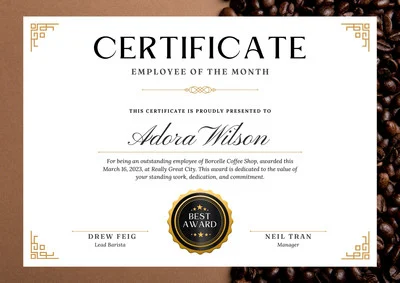 CERTIFICATE
EMPLOYEE OF THE MONTH
THIS CERTIFICATE IS PROUDLY PRESENTED TO
Adora Wilson
For being an outstanding employee of Borcelle Coffee Shop, awarded this
March 16, 2023, at Really Great City. This award is dedicated to the value of
your standing work, dedication, and commitment.
BEST
AWARD
DREW FEIG
Lead Barista
NEIL TRAN
Manager